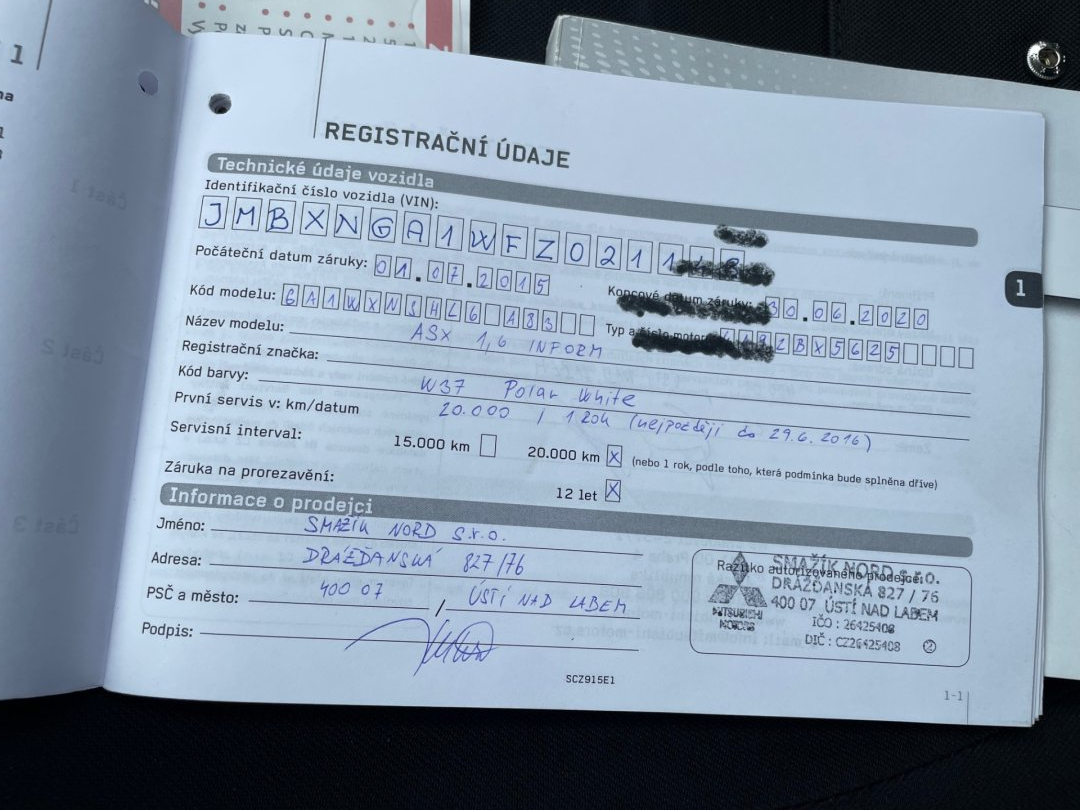 REGISTRAČNÍ ÚDAJE
Technické údaje vozidla
Identifikační číslo vozidla (VIN):
JMBXNGA1WFZ0211
Počáteční datum záruky: 01.07.2015
Koncové datum záruky: 30.06.2020
Kód modelu: GA1WXNSHL6 A83
Typ a číslo motoru: BX5625
Název modelu: ASX 1,6 INFORM
Registrační značka:
Kód barvy: W37 Polar White
První servis v: km/datum 20.000 / 1 rok (nejpozději do 29.6.2016)
Servisní interval: 15.000 km 20.000 km X (nebo 1 rok, podle toho, která podmínka bude splněna dříve)
Záruka na prorezavění: 12 let X
Informace o prodejci
Jméno: SMAŽÍK NORD s.r.o.
Adresa: DRÁŽĎANSKÁ 827/76
PSČ a město: 400 07 / ÚSTÍ NAD LABEM
Podpis:
Razítko autorizovaného prodejce:
SMAŽÍK NORD s.r.o.
DRÁŽĎANSKÁ 827 / 76
400 07 ÚSTÍ NAD LABEM
IČO : 26425408
DIČ : CZ26425408 2
MITSUBISHI
MOTORS
SCZ915E1
1-1
1